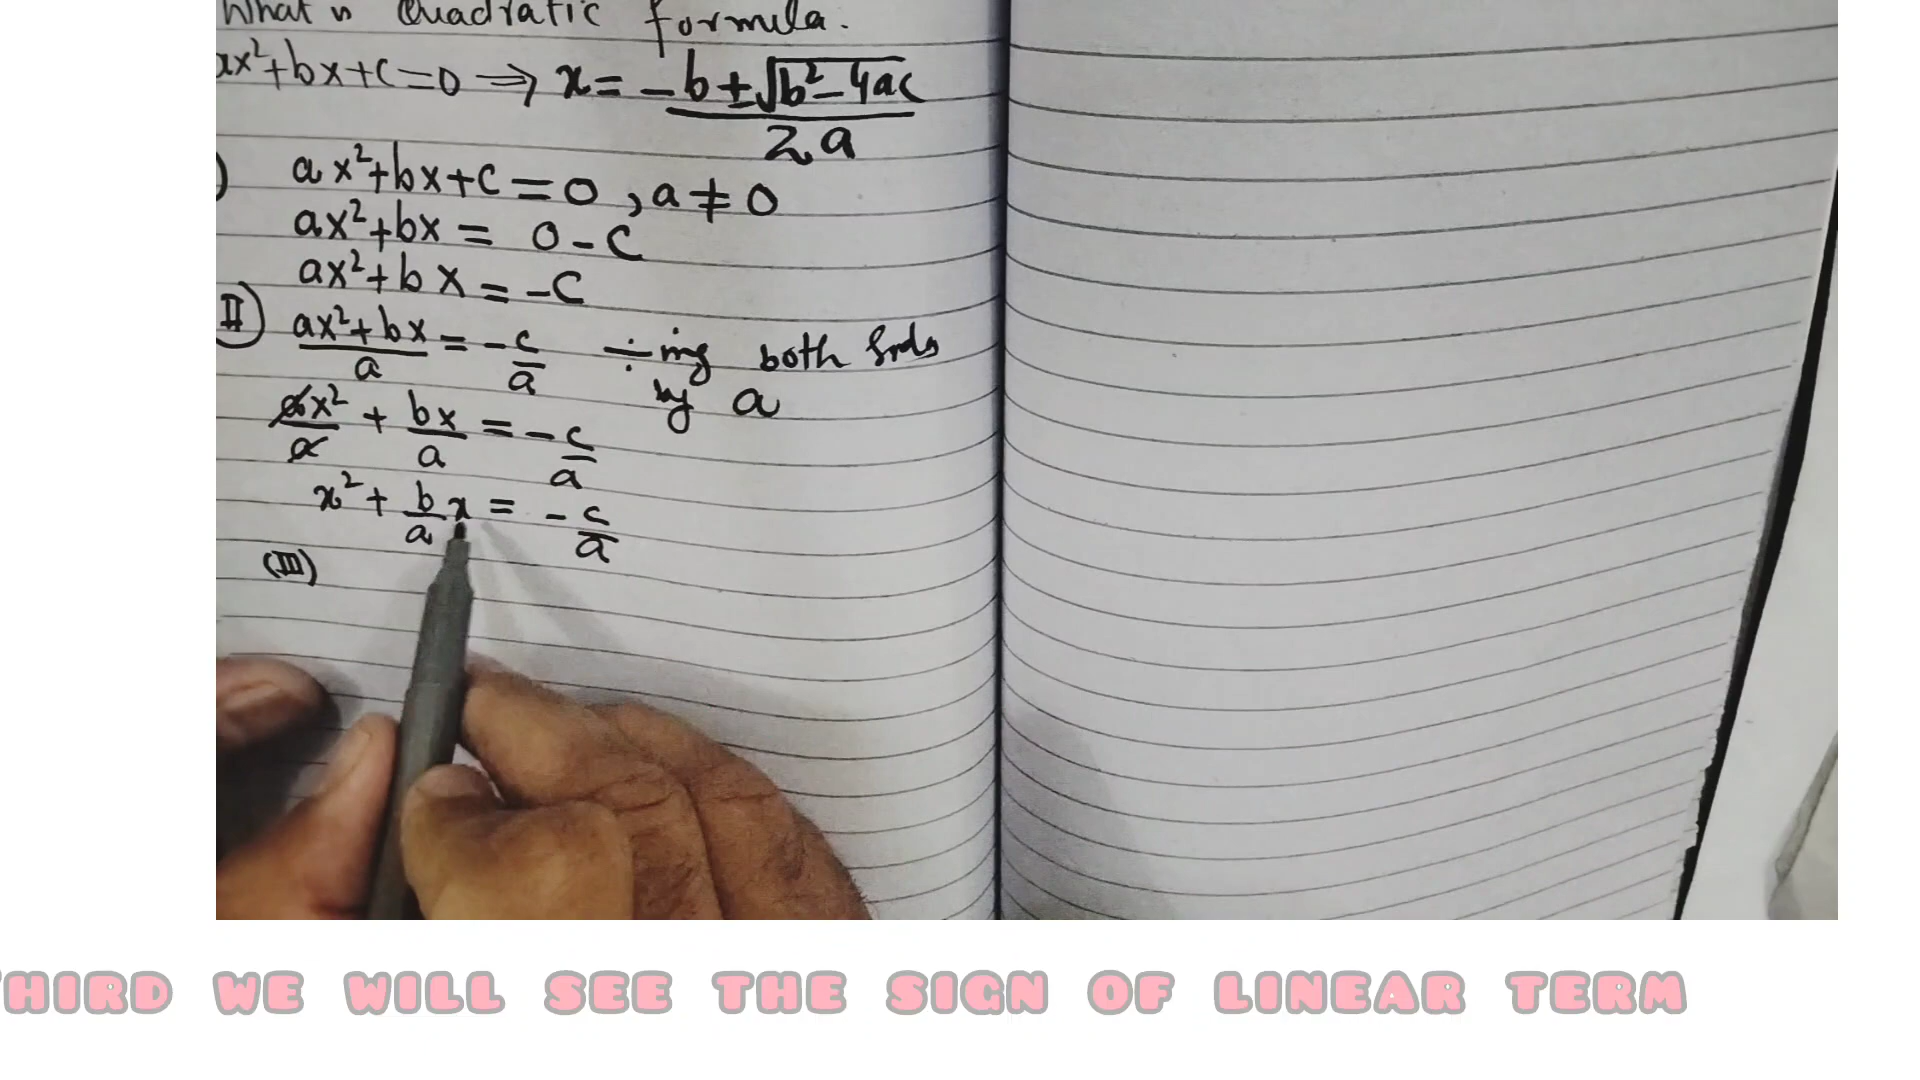 What is Quadratic formula.
ax²+bx+c=0 ⇒ x = -b±√b²-4ac / 2a
) ax²+bx+c=0, a≠0
ax²+bx = 0-c
ax²+bx = -c
II) ax²+bx / a = -c/a ÷ing both sides
by a
ax²/a + bx/a = -c/a
x² + b/a x = -c/a
(III)
HIRD WE WILL SEE THE SIGN OF LINEAR TERM